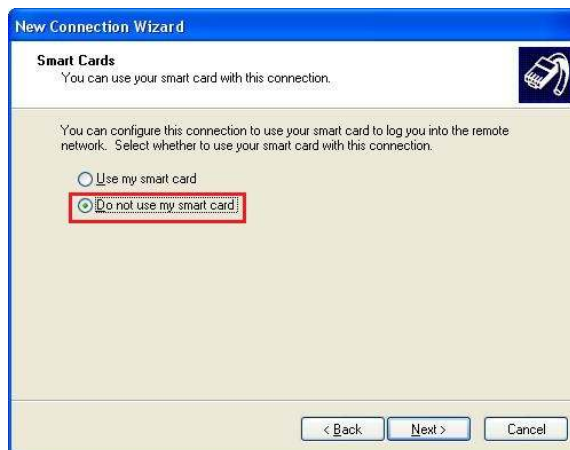 New Connection Wizard
Smart Cards
You can use your smart card with this connection.
You can configure this connection to use your smart card to log you into the remote
network. Select whether to use your smart card with this connection.
Use my smart card
Do not use my smart card
< Back Next > Cancel